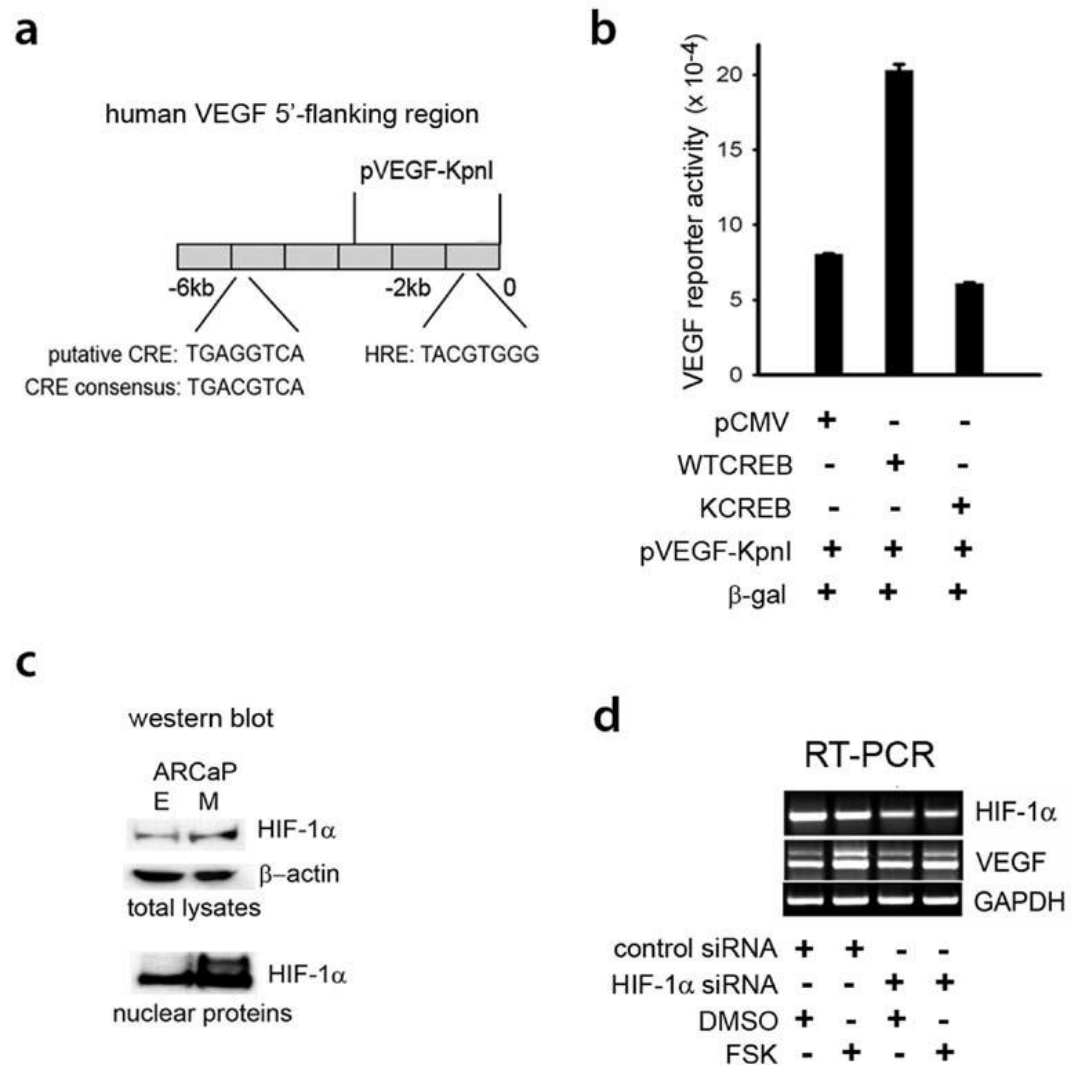 a
human VEGF 5'-flanking region
pVEGF-KpnI
-6kb -2kb 0
putative CRE: TGAGGTCA
CRE consensus: TGACGTCA
HRE: TACGTGGG
b
VEGF reporter activity (x 10-4)
20
15
10
5
0
pCMV + - -
WTCREB - + -
KCREB - - +
pVEGF-KpnI + + +
β-gal + + +
c
western blot
ARCaP
E M
HIF-1α
β-actin
total lysates
HIF-1α
nuclear proteins
d
RT-PCR
HIF-1α
VEGF
GAPDH
control siRNA + + - -
HIF-1α siRNA - - + +
DMSO + - + -
FSK - + - +